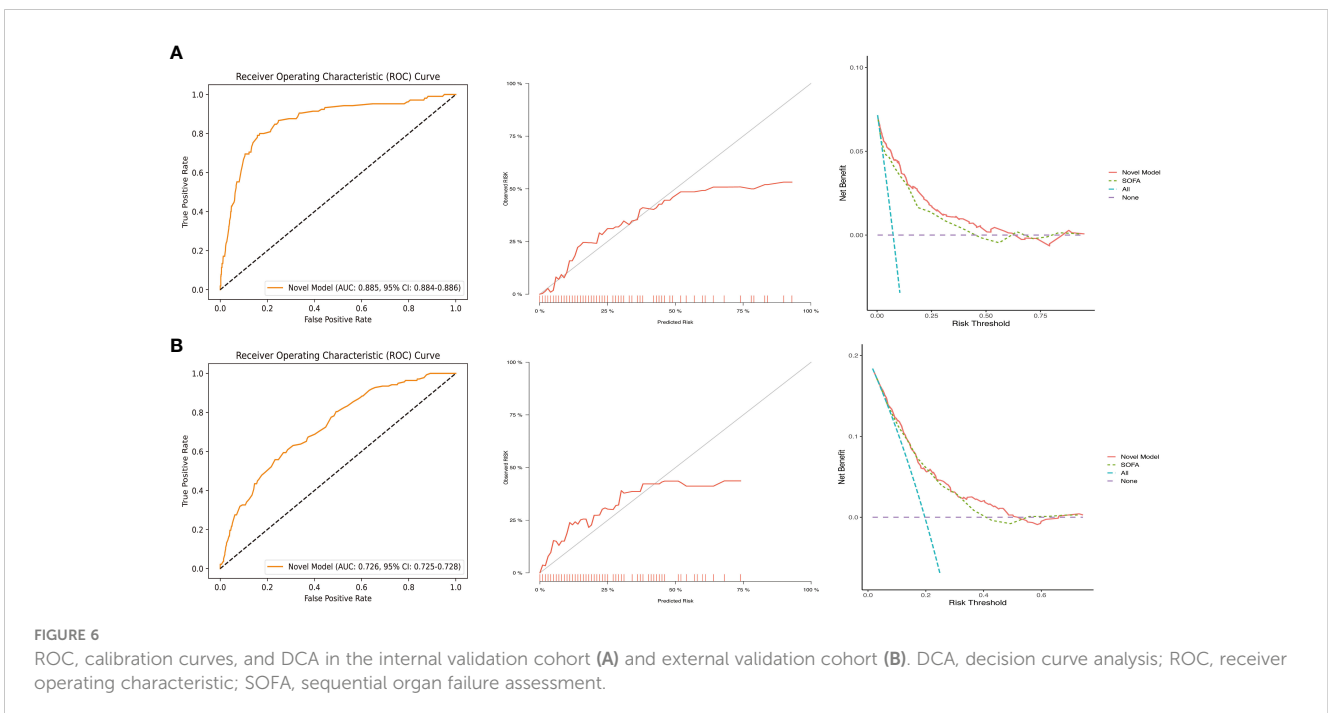 A
Receiver Operating Characteristic (ROC) Curve
True Positive Rate
1.0
0.8
0.6
0.4
0.2
0.0
Novel Model (AUC: 0.885, 95% CI: 0.884-0.886)
0.0 0.2 0.4 0.6 0.8 1.0
False Positive Rate
Observed RISK
100 %
75 %
50 %
25 %
0 %
0 % 25 % 50 % 75 % 100 %
Predicted Risk
Net Benefit
0.10
0.05
0.00
0.00 0.25 0.50 0.75
Risk Threshold
Novel Model
SOFA
All
None
B
Receiver Operating Characteristic (ROC) Curve
True Positive Rate
1.0
0.8
0.6
0.4
0.2
0.0
Novel Model (AUC: 0.726, 95% CI: 0.725-0.728)
0.0 0.2 0.4 0.6 0.8 1.0
False Positive Rate
Observed RISK
100 %
75 %
50 %
25 %
0 %
0 % 25 % 50 % 75 % 100 %
Predicted Risk
Net Benefit
0.2
0.1
0.0
0.0 0.2 0.4 0.6
Risk Threshold
Novel Model
SOFA
All
None
FIGURE 6
ROC, calibration curves, and DCA in the internal validation cohort (A) and external validation cohort (B). DCA, decision curve analysis; ROC, receiver
operating characteristic; SOFA, sequential organ failure assessment.